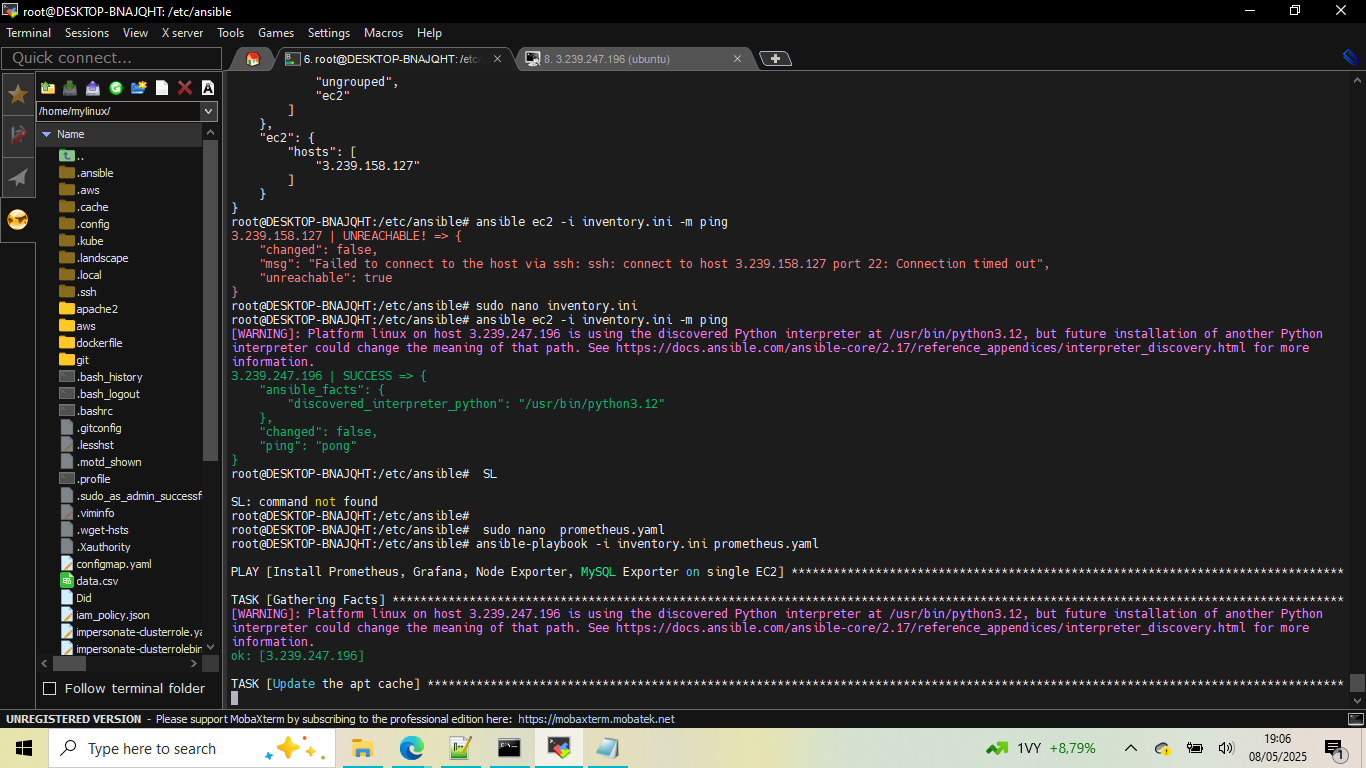 root@DESKTOP-BNAJQHT: /etc/ansible
Terminal Sessions View X server Tools Games Settings Macros Help
Quick connect...
6. root@DESKTOP-BNAJQHT: /etc/
8. 3.239.247.196 (ubuntu)
/home/mylinux/
Name
..
.ansible
.aws
.cache
.config
.kube
.landscape
.local
.ssh
apache2
aws
dockerfile
git
.bash_history
.bash_logout
.bashrc
.gitconfig
.lesshst
.motd_shown
.profile
.sudo_as_admin_successf
.viminfo
.wget-hsts
.Xauthority
configmap.yaml
data.csv
Did
iam_policy.json
impersonate-clusterrole.ya
impersonate-clusterrolebin
Follow terminal folder
"ungrouped",
"ec2"
]
},
"ec2": {
"hosts": [
"3.239.158.127"
]
}
}
root@DESKTOP-BNAJQHT:/etc/ansible# ansible ec2 -i inventory.ini -m ping
3.239.158.127 | UNREACHABLE! => {
"changed": false,
"msg": "Failed to connect to the host via ssh: ssh: connect to host 3.239.158.127 port 22: Connection timed out",
"unreachable": true
}
root@DESKTOP-BNAJQHT:/etc/ansible# sudo nano inventory.ini
root@DESKTOP-BNAJQHT:/etc/ansible# ansible ec2 -i inventory.ini -m ping
[WARNING]: Platform linux on host 3.239.247.196 is using the discovered Python interpreter at /usr/bin/python3.12, but future installation of another Python
interpreter could change the meaning of that path. See https://docs.ansible.com/ansible-core/2.17/reference_appendices/interpreter_discovery.html for more
information.
3.239.247.196 | SUCCESS => {
"ansible_facts": {
"discovered_interpreter_python": "/usr/bin/python3.12"
},
"changed": false,
"ping": "pong"
}
root@DESKTOP-BNAJQHT:/etc/ansible#  SL
SL: command not found
root@DESKTOP-BNAJQHT:/etc/ansible#
root@DESKTOP-BNAJQHT:/etc/ansible#  sudo nano  prometheus.yaml
root@DESKTOP-BNAJQHT:/etc/ansible# ansible-playbook -i inventory.ini prometheus.yaml
PLAY [Install Prometheus, Grafana, Node Exporter, MySQL Exporter on single EC2] *******************************************************************************
TASK [Gathering Facts] ****************************************************************************************************************************************
[WARNING]: Platform linux on host 3.239.247.196 is using the discovered Python interpreter at /usr/bin/python3.12, but future installation of another Python
interpreter could change the meaning of that path. See https://docs.ansible.com/ansible-core/2.17/reference_appendices/interpreter_discovery.html for more
information.
ok: [3.239.247.196]
TASK [Update the apt cache] ***********************************************************************************************************************************
UNREGISTERED VERSION - Please support MobaXterm by subscribing to the professional edition here: https://mobaxterm.mobatek.net
Type here to search
1VY +8,79%
19:06
08/05/2025
1